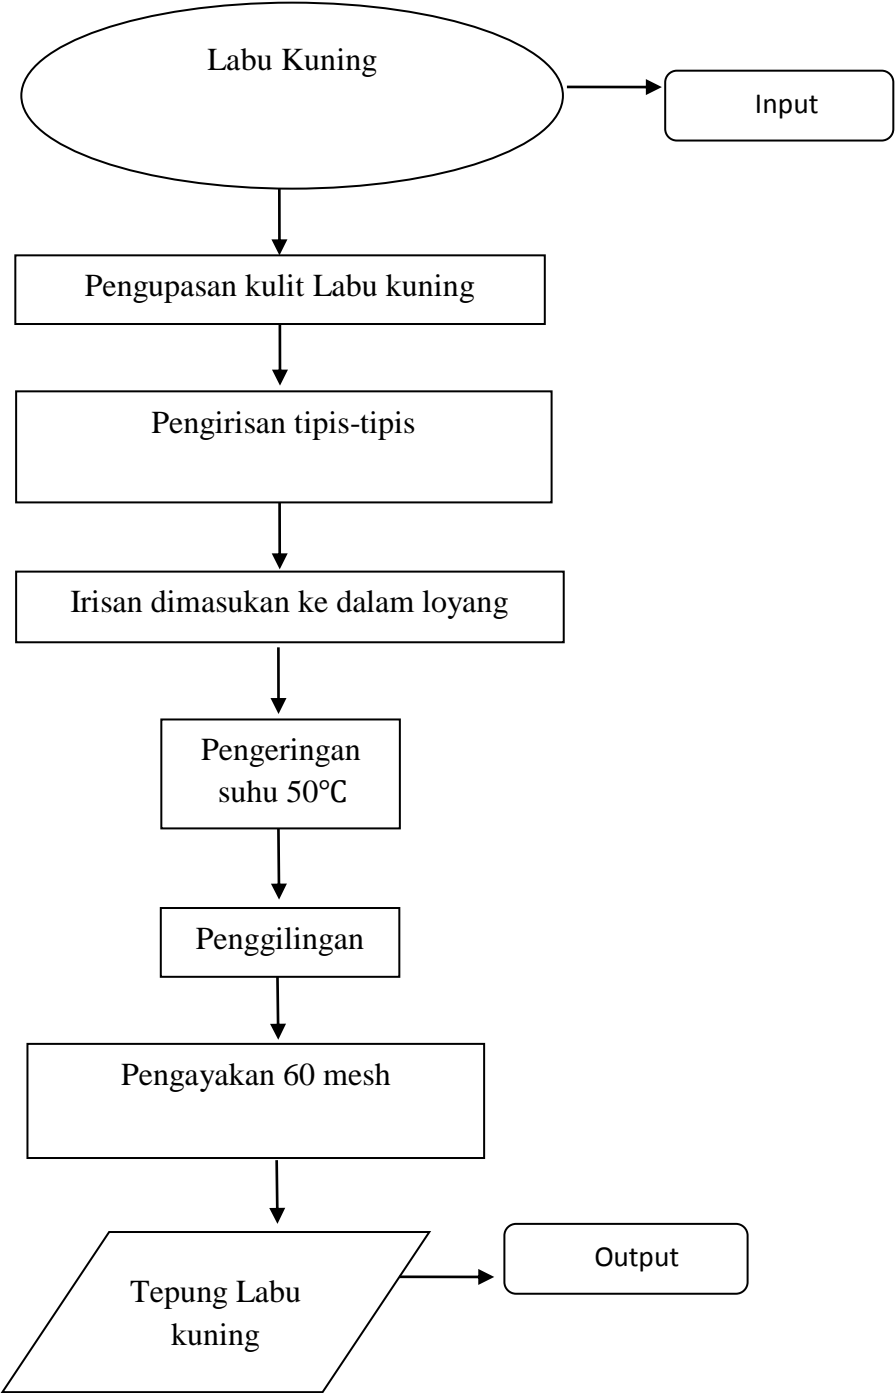 Labu Kuning
Input
Pengupasan kulit Labu kuning
Pengirisan tipis-tipis
Irisan dimasukan ke dalam loyang
Pengeringan
suhu 50℃
Penggilingan
Pengayakan 60 mesh
Output
Tepung Labu
kuning